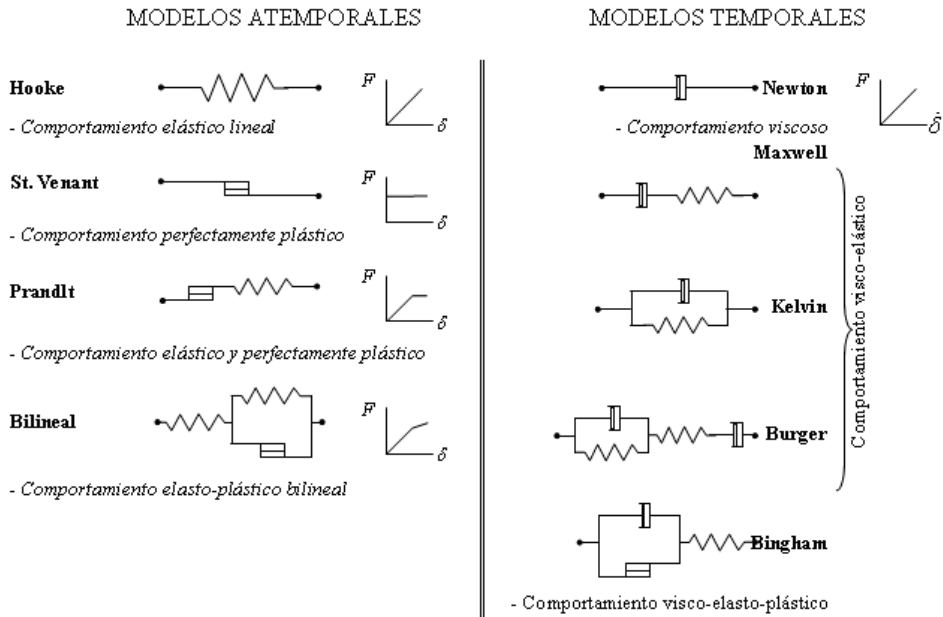 MODELOS ATEMPORALES
Hooke
F
δ
- Comportamiento elástico lineal
St. Venant
F
δ
- Comportamiento perfectamente plástico
Prandlt
F
δ
- Comportamiento elástico y perfectamente plástico
Bilineal
F
δ
- Comportamiento elasto-plástico bilineal
MODELOS TEMPORALES
Newton
F
δ̇
- Comportamiento viscoso
Maxwell
Kelvin
Burger
Comportamiento visco-elástico
Bingham
- Comportamiento visco-elasto-plástico